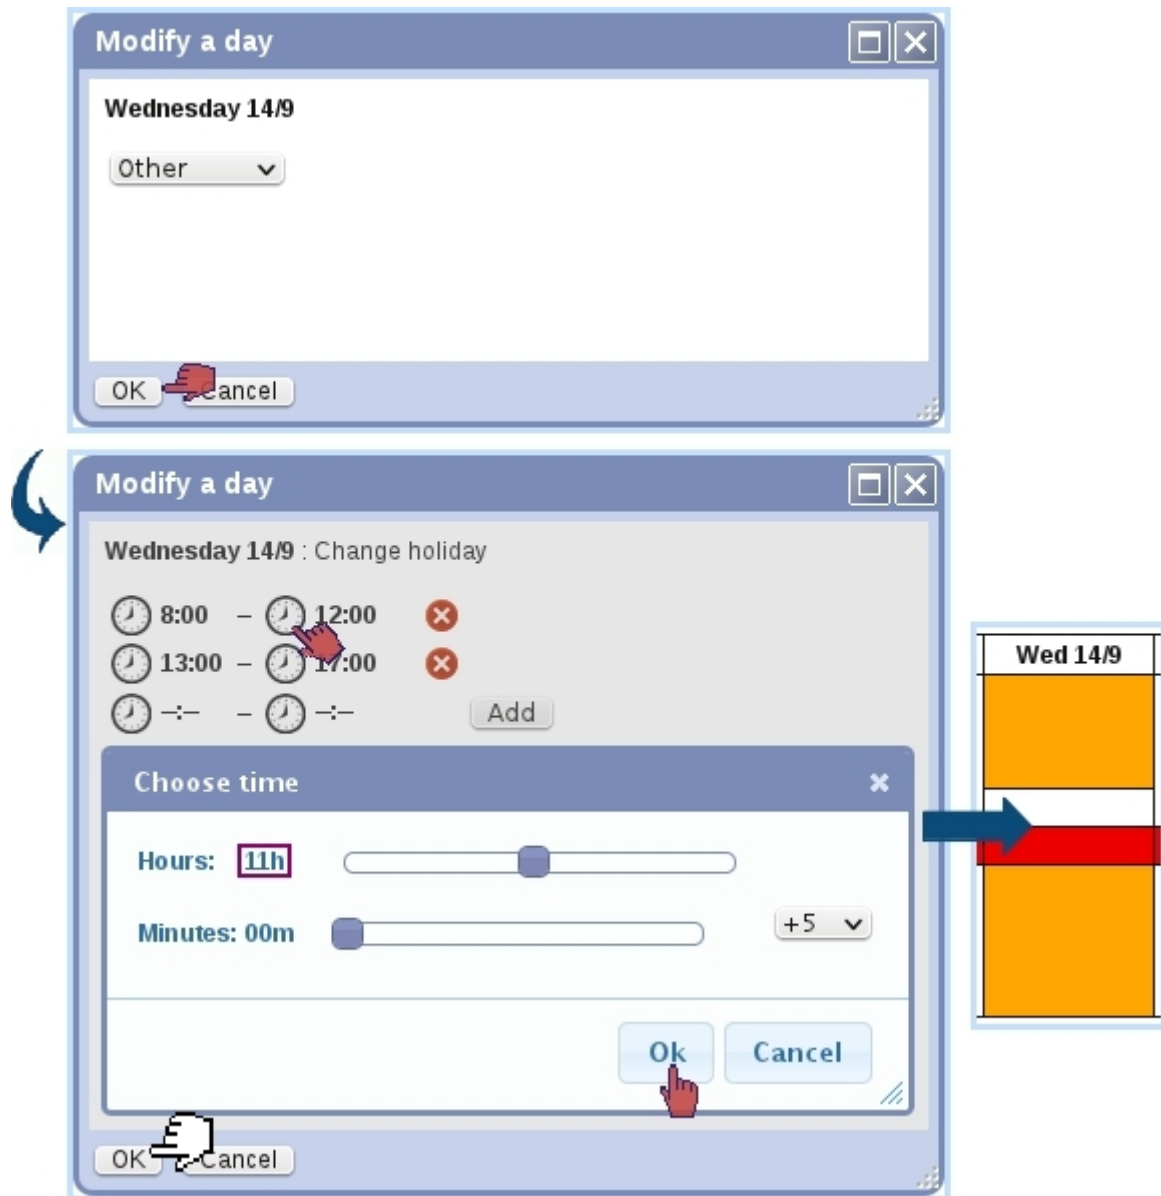 Modify a day
Wednesday 14/9
Other
OK Cancel
Modify a day
Wednesday 14/9 : Change holiday
8:00 – 12:00
13:00 – 17:00
–:– – –:– Add
Choose time
Hours: 11h
Minutes: 00m +5
Ok Cancel
OK Cancel
Wed 14/9